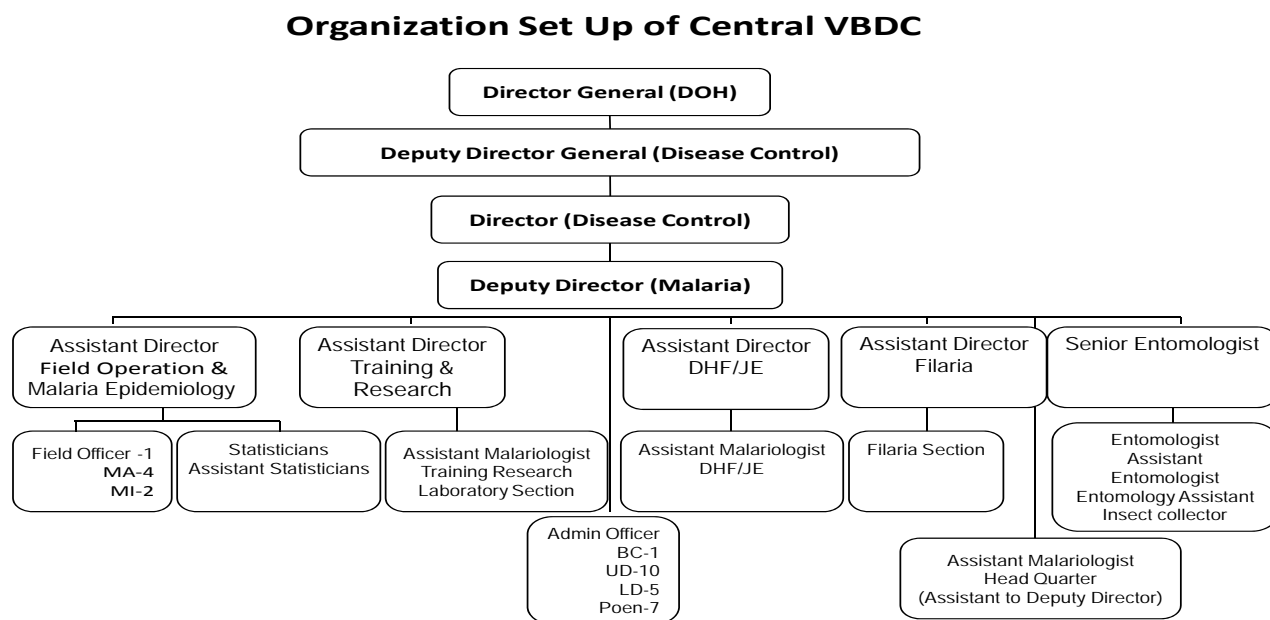 Organization Set Up of Central VBDC
Director General (DOH)
Deputy Director General (Disease Control)
Director (Disease Control)
Deputy Director (Malaria)
Assistant Director
Field Operation &
Malaria Epidemiology
Assistant Director
Training &
Research
Assistant Director
DHF/JE
Assistant Director
Filaria
Senior Entomologist
Field Officer -1
MA-4
MI-2
Statisticians
Assistant Statisticians
Assistant Malariologist
Training Research
Laboratory Section
Assistant Malariologist
DHF/JE
Filaria Section
Entomologist
Assistant
Entomologist
Entomology Assistant
Insect collector
Admin Officer
BC-1
UD-10
LD-5
Poen-7
Assistant Malariologist
Head Quarter
(Assistant to Deputy Director)